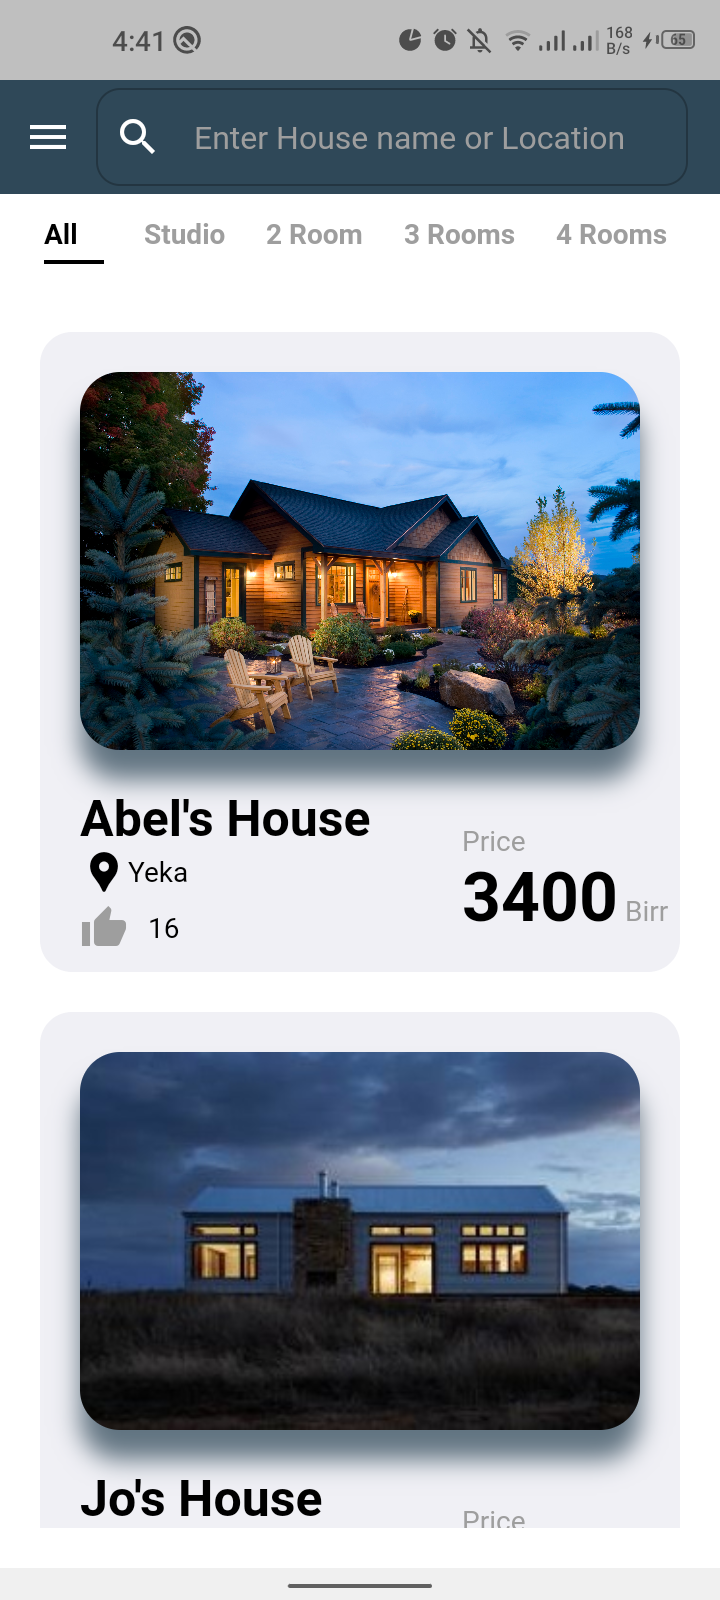 4:41
168 B/s
65
Enter House name or Location
All Studio 2 Room 3 Rooms 4 Rooms
Abel's House
Yeka
16
Price
3400 Birr
Jo's House
Price